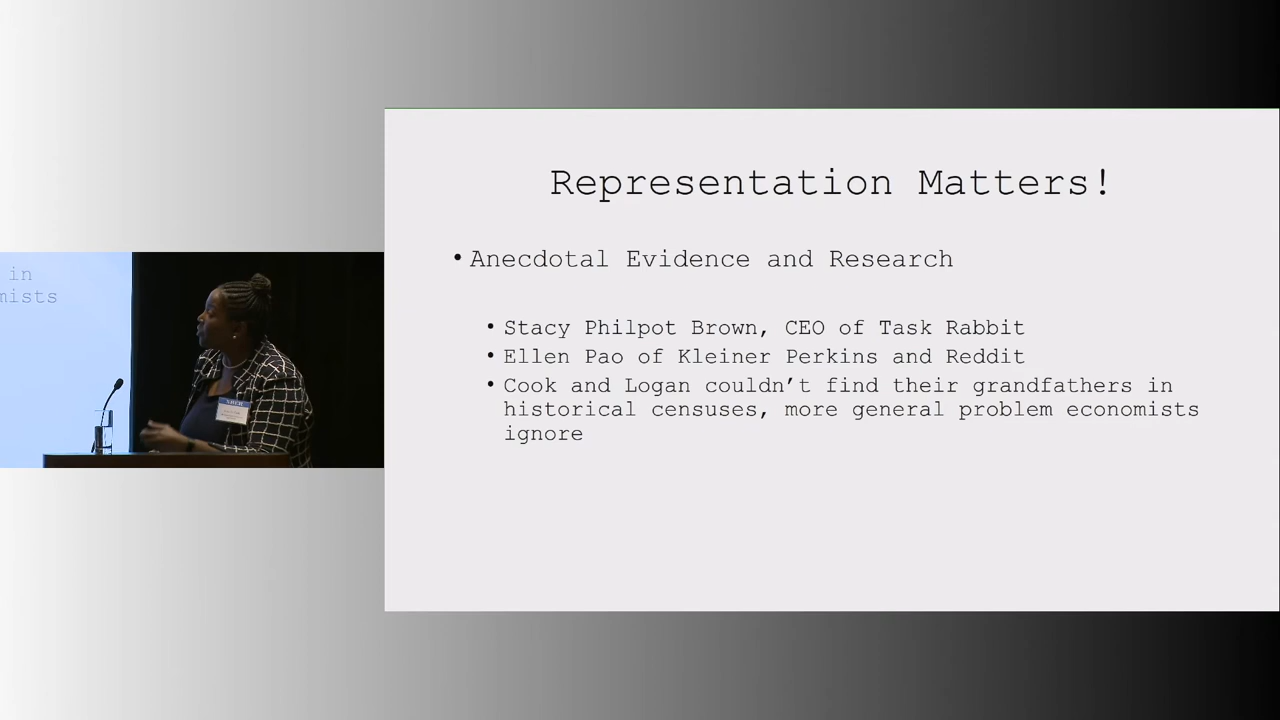 in
mists
NBER
Representation Matters!
• Anecdotal Evidence and Research
• Stacy Philpot Brown, CEO of Task Rabbit
• Ellen Pao of Kleiner Perkins and Reddit
• Cook and Logan couldn’t find their grandfathers in
historical censuses, more general problem economists
ignore